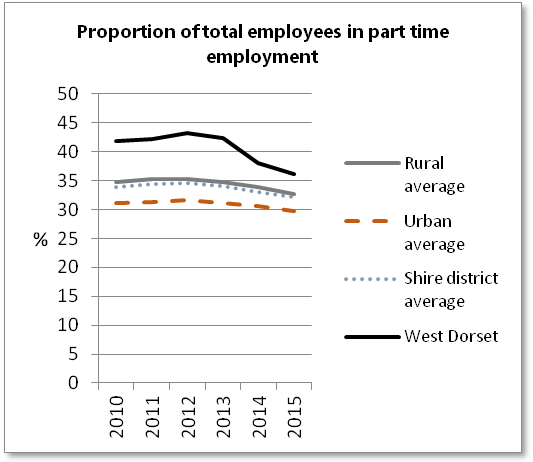 Proportion of total employees in part time
employment
50
45
40
35
30
25
20
15
10
5
0
%
2010
2011
2012
2013
2014
2015
Rural
average
Urban
average
Shire district
average
West Dorset